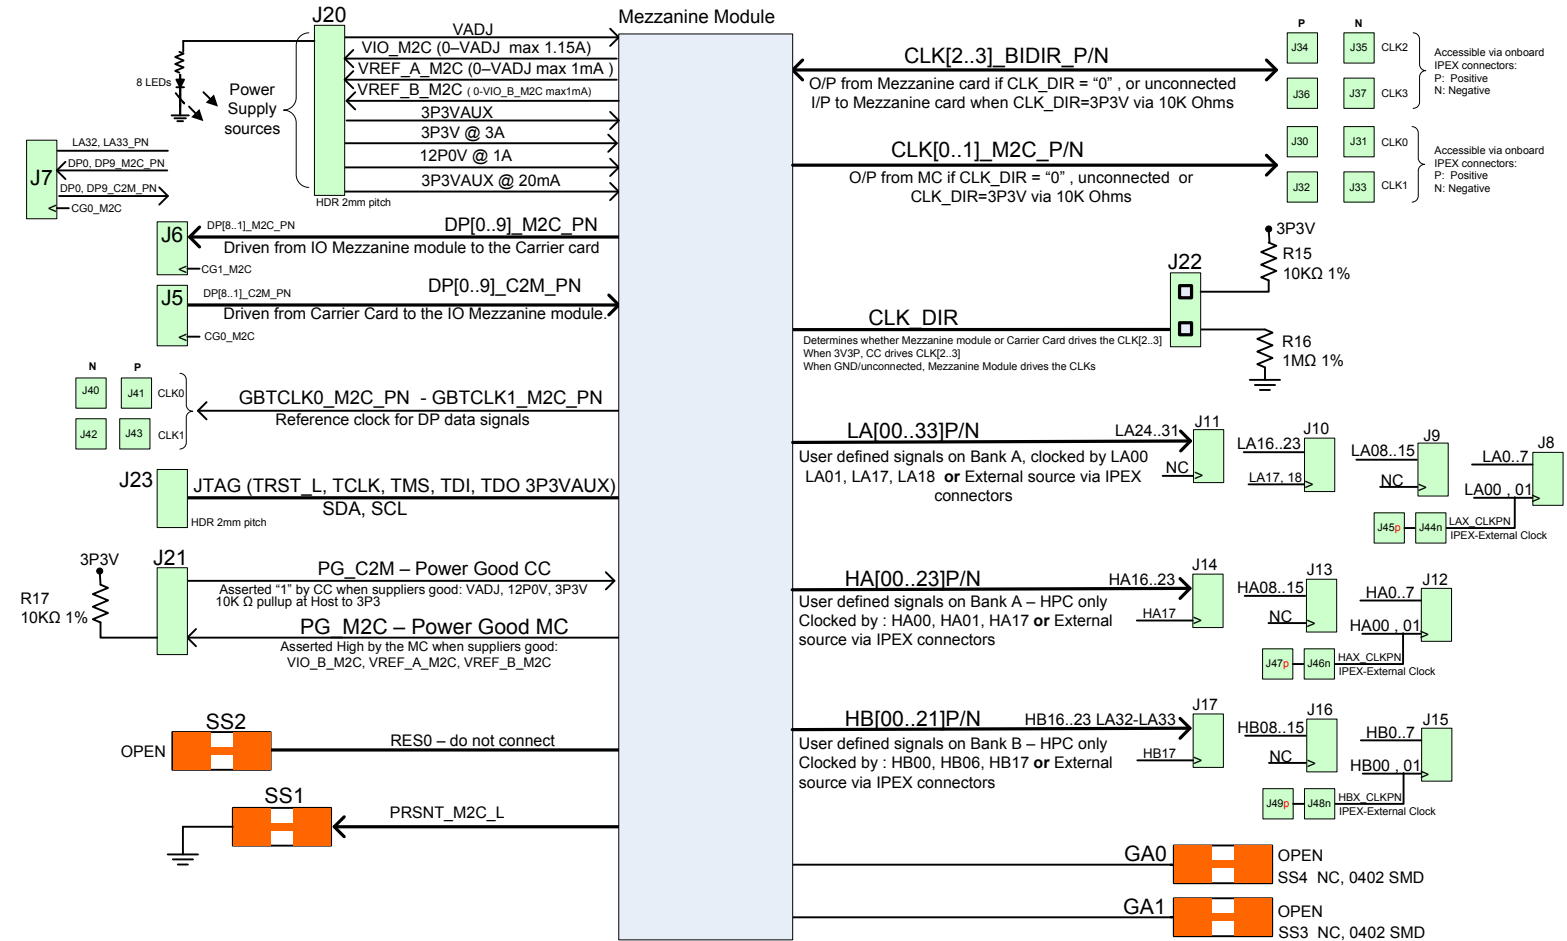 Mezzanine Module
J20
VADJ
VIO_M2C (0–VADJ max 1.15A)
VREF_A_M2C (0–VADJ max 1mA )
VREF_B_M2C ( 0-VIO_B_M2C max1mA)
3P3VAUX
3P3V @ 3A
12P0V @ 1A
3P3VAUX @ 20mA
HDR 2mm pitch
8 LEDs
Power
Supply
sources
J7
LA32, LA33_PN
DP0, DP9_M2C_PN
DP0, DP9_C2M_PN
CG0_M2C
J6
DP[8..1]_M2C_PN
DP[0..9]_M2C_PN
Driven from IO Mezzanine module to the Carrier card
CG1_M2C
J5
DP[8..1]_C2M_PN
DP[0..9]_C2M_PN
Driven from Carrier Card to the IO Mezzanine module.
CG0_M2C
N P
J40 J41 CLK0
J42 J43 CLK1
GBTCLK0_M2C_PN - GBTCLK1_M2C_PN
Reference clock for DP data signals
J23
JTAG (TRST_L, TCLK, TMS, TDI, TDO 3P3VAUX)
SDA, SCL
HDR 2mm pitch
3P3V
R17
10KΩ 1%
J21
PG_C2M – Power Good CC
Asserted “1” by CC when suppliers good: VADJ, 12P0V, 3P3V
10K Ω pullup at Host to 3P3
PG_M2C – Power Good MC
Asserted High by the MC when suppliers good:
VIO_B_M2C, VREF_A_M2C, VREF_B_M2C
SS2
OPEN
RES0 – do not connect
SS1
PRSNT_M2C_L
CLK[2..3]_BIDIR_P/N
O/P from Mezzanine card if CLK_DIR = “0” , or unconnected
I/P to Mezzanine card when CLK_DIR=3P3V via 10K Ohms
P N
J34 J35 CLK2
J36 J37 CLK3
Accessible via onboard
IPEX connectors:
P: Positive
N: Negative
CLK[0..1]_M2C_P/N
O/P from MC if CLK_DIR = “0” , unconnected or
CLK_DIR=3P3V via 10K Ohms
J30 J31 CLK0
J32 J33 CLK1
Accessible via onboard
IPEX connectors:
P: Positive
N: Negative
3P3V
R15
10KΩ 1%
J22
R16
1MΩ 1%
CLK_DIR
Determines whether Mezzanine module or Carrier Card drives the CLK[2..3]
When 3V3P, CC drives CLK[2..3]
When GND/unconnected, Mezzanine Module drives the CLKs
LA[00..33]P/N
User defined signals on Bank A, clocked by LA00
LA01, LA17, LA18 or External source via IPEX
connectors
LA24..31
NC
J11
LA16..23
LA17, 18
J10
LA08..15
NC
J9
LA0..7
LA00 , 01
J8
J45p J44n LAX_CLKPN
IPEX-External Clock
HA[00..23]P/N
User defined signals on Bank A – HPC only
Clocked by : HA00, HA01, HA17 or External
source via IPEX connectors
HA16..23
HA17
J14
HA08..15
NC
J13
HA0..7
HA00 , 01
J12
J47p J46n HAX_CLKPN
IPEX-External Clock
HB[00..21]P/N
User defined signals on Bank B – HPC only
Clocked by : HB00, HB06, HB17 or External
source via IPEX connectors
HB16..23 LA32-LA33
HB17
J17
HB08..15
NC
J16
HB0..7
HB00 , 01
J15
J49p J48n HBX_CLKPN
IPEX-External Clock
GA0
OPEN
SS4 NC, 0402 SMD
GA1
OPEN
SS3 NC, 0402 SMD